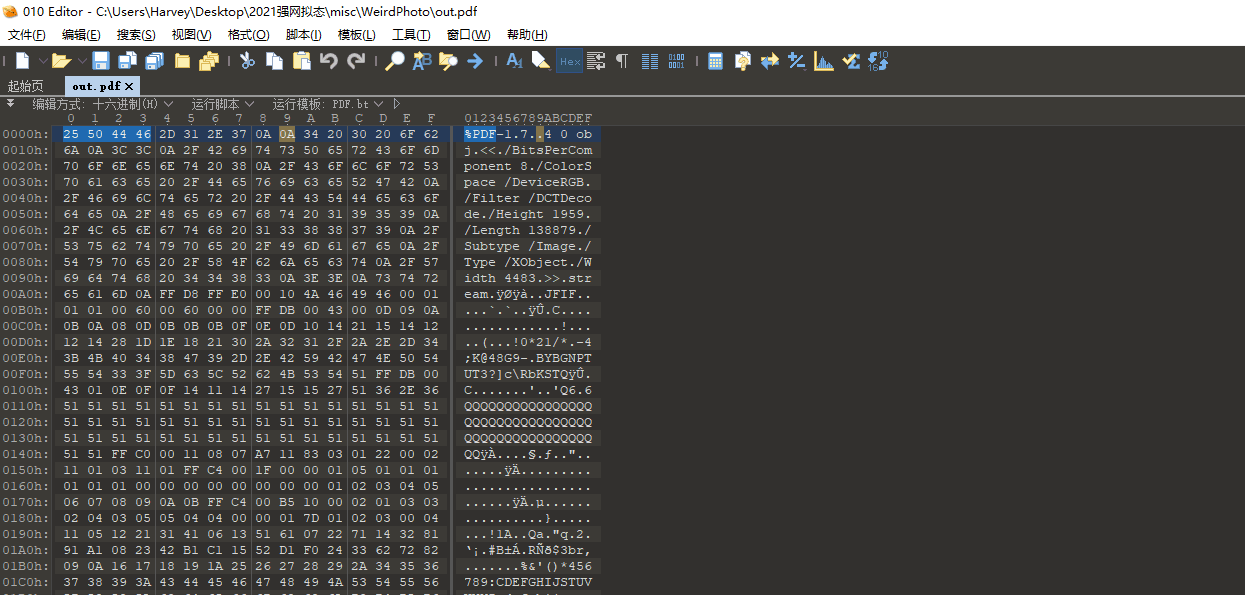 010 Editor - C:\Users\Harvey\Desktop\2021强网拟态\misc\WeirdPhoto\out.pdf
文件(F) 编辑(E) 搜索(S) 视图(V) 格式(O) 脚本(I) 模板(L) 工具(T) 窗口(W) 帮助(H)
起始页 out.pdf ×
编辑方式: 十六进制(H) 运行脚本 运行模板: PDF.bt
0 1 2 3 4 5 6 7 8 9 A B C D E F 0123456789ABCDEF
0000h: 25 50 44 46 2D 31 2E 37 0A 0A 34 20 30 20 6F 62 %PDF-1.7..4 0 ob
0010h: 6A 0A 3C 3C 0A 2F 42 69 74 73 50 65 72 43 6F 6D j.<<./BitsPerCom
0020h: 70 6F 6E 65 6E 74 20 38 0A 2F 43 6F 6C 6F 72 53 ponent 8./ColorS
0030h: 70 61 63 65 20 2F 44 65 76 69 63 65 52 47 42 0A pace /DeviceRGB.
0040h: 2F 46 69 6C 74 65 72 20 2F 44 43 54 44 65 63 6F /Filter /DCTDeco
0050h: 64 65 0A 2F 48 65 69 67 68 74 20 31 39 35 39 0A de./Height 1959.
0060h: 2F 4C 65 6E 67 74 68 20 31 33 38 38 37 39 0A 2F /Length 138879./
0070h: 53 75 62 74 79 70 65 20 2F 49 6D 61 67 65 0A 2F Subtype /Image./
0080h: 54 79 70 65 20 2F 58 4F 62 6A 65 63 74 0A 2F 57 Type /XObject./W
0090h: 69 64 74 68 20 34 34 38 33 0A 3E 3E 0A 73 74 72 idth 4483.>>.str
00A0h: 65 61 6D 0A FF D8 FF E0 00 10 4A 46 49 46 00 01 eam.ÿØÿà..JFIF..
00B0h: 01 01 00 60 00 60 00 00 FF DB 00 43 00 0D 09 0A ...`.`..ÿÛ.C....
00C0h: 0B 0A 08 0D 0B 0B 0B 0F 0E 0D 10 14 21 15 14 12 ............!...
00D0h: 12 14 28 1D 1E 18 21 30 2A 32 31 2F 2A 2E 2D 34 ..(...!0*21/*.-4
00E0h: 3B 4B 40 34 38 47 39 2D 2E 42 59 42 47 4E 50 54 ;K@48G9-.BYBGNPT
00F0h: 55 54 33 3F 5D 63 5C 52 62 4B 53 54 51 FF DB 00 UT3?]c\RbKSTQÿÛ.
0100h: 43 01 0E 0F 0F 14 11 14 27 15 15 27 51 36 2E 36 C.......'..'Q6.6
0110h: 51 51 51 51 51 51 51 51 51 51 51 51 51 51 51 51 QQQQQQQQQQQQQQQQ
0120h: 51 51 51 51 51 51 51 51 51 51 51 51 51 51 51 51 QQQQQQQQQQQQQQQQ
0130h: 51 51 51 51 51 51 51 51 51 51 51 51 51 51 51 51 QQQQQQQQQQQQQQQQ
0140h: 51 51 FF C0 00 11 08 07 A7 11 83 03 01 22 00 02 QQÿÀ....§.ƒ.."..
0150h: 11 01 03 11 01 FF C4 00 1F 00 00 01 05 01 01 01 .....ÿÄ.........
0160h: 01 01 01 00 00 00 00 00 00 00 00 01 02 03 04 05 ................
0170h: 06 07 08 09 0A 0B FF C4 00 B5 10 00 02 01 03 03 ......ÿÄ.µ......
0180h: 02 04 03 05 05 04 04 00 00 01 7D 01 02 03 00 04 ..........}.....
0190h: 11 05 12 21 31 41 06 13 51 61 07 22 71 14 32 81 ...!1A..Qa."q.2.
01A0h: 91 A1 08 23 42 B1 C1 15 52 D1 F0 24 33 62 72 82 ‘¡.#B±Á.RÑð$3br‚
01B0h: 09 0A 16 17 18 19 1A 25 26 27 28 29 2A 34 35 36 .......%&'()*456
01C0h: 37 38 39 3A 43 44 45 46 47 48 49 4A 53 54 55 56 789:CDEFGHIJSTUV